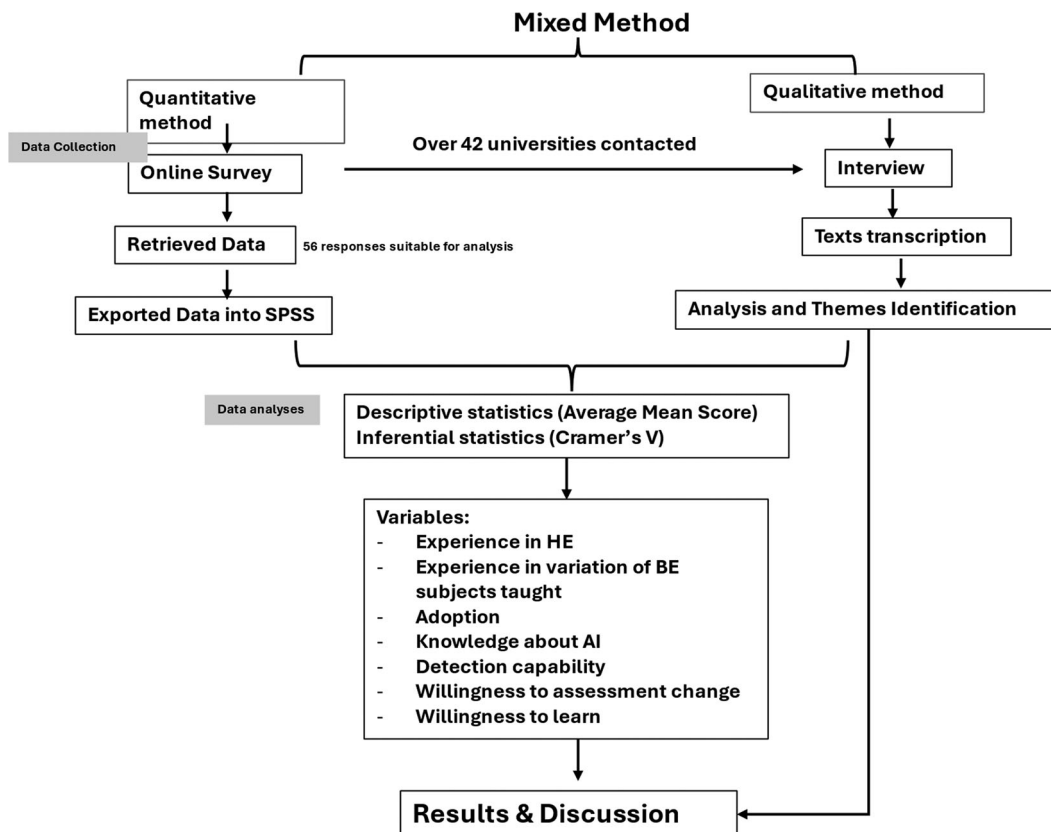 Mixed Method
Quantitative
method
Qualitative method
Data Collection
Over 42 universities contacted
Online Survey
Interview
Retrieved Data
56 responses suitable for analysis
Texts transcription
Exported Data into SPSS
Analysis and Themes Identification
Data analyses
Descriptive statistics (Average Mean Score)
Inferential statistics (Cramer's V)
Variables:
- Experience in HE
- Experience in variation of BE
subjects taught
- Adoption
- Knowledge about AI
- Detection capability
- Willingness to assessment change
- Willingness to learn
Results & Discussion